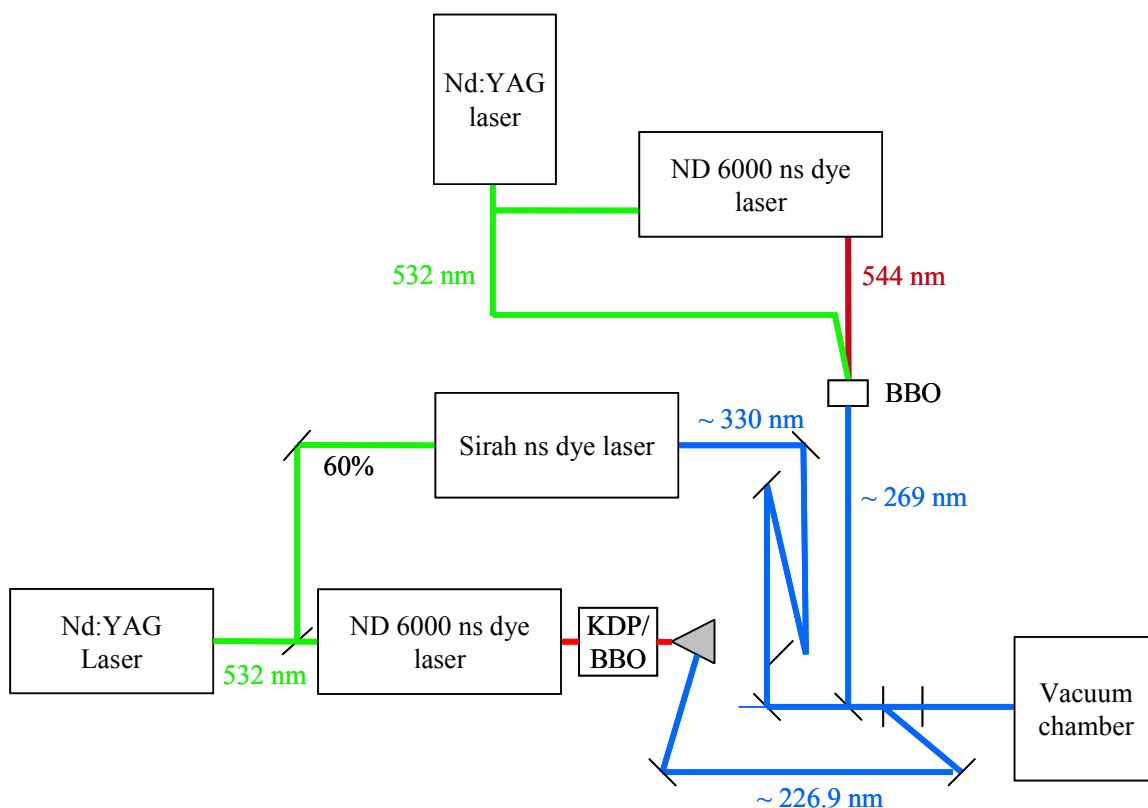 Nd:YAG
laser
ND 6000 ns dye
laser
532 nm
544 nm
BBO
~ 330 nm
Sirah ns dye laser
60%
~ 269 nm
Nd:YAG
Laser
532 nm
ND 6000 ns dye
laser
KDP/
BBO
Vacuum
chamber
~ 226.9 nm